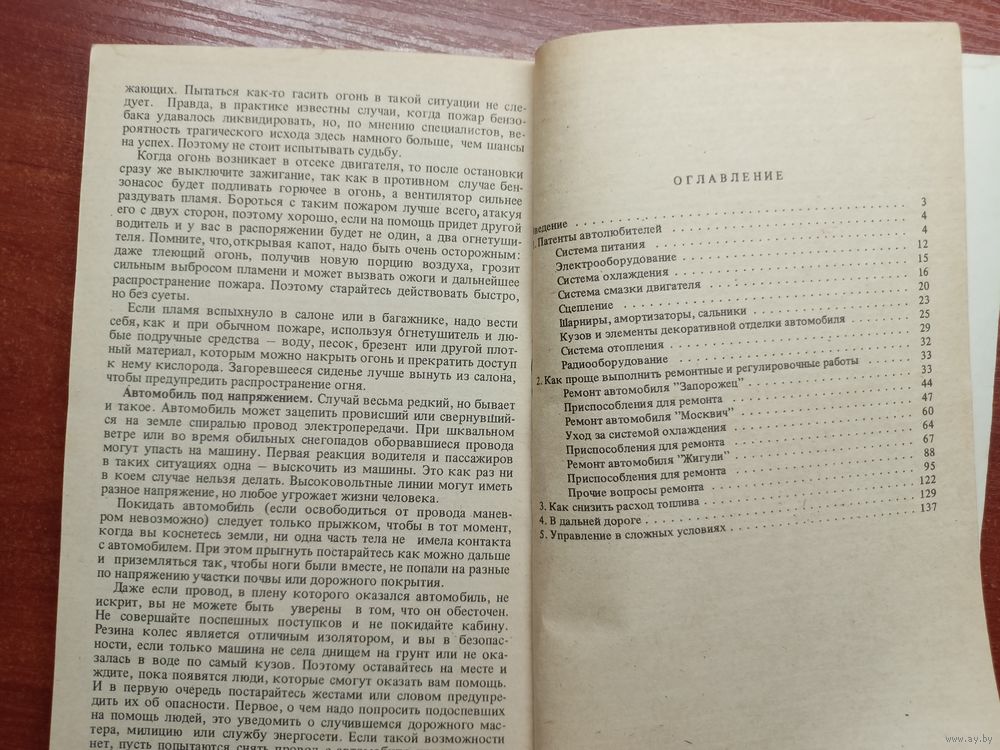 жающих. Пытаться как-то гасить огонь в такой ситуации не сле-
дует. Правда, в практике известны случаи, когда пожар бензо-
бака удавалось ликвидировать, но, по мнению специалистов, ве-
роятность трагического исхода здесь намного больше, чем шансы
на успех. Поэтому не стоит испытывать судьбу.
Когда огонь возникает в отсеке двигателя, то после остановки
сразу же выключите зажигание, так как в противном случае бен-
зонасос будет подливать горючее в огонь, а вентилятор сильнее
раздувать пламя. Бороться с таким пожаром лучше всего, атакуя
его с двух сторон, поэтому хорошо, если на помощь придет другой
водитель и у вас в распоряжении будет не один, а два огнетуши-
теля. Помните, что, открывая капот, надо быть очень осторожным:
даже тлеющий огонь, получив новую порцию воздуха, грозит
сильным выбросом пламени и может вызвать ожоги и дальнейшее
распространение пожара. Поэтому старайтесь действовать быстро,
но без суеты.
Если пламя вспыхнуло в салоне или в багажнике, надо вести
себя, как и при обычном пожаре, используя огнетушитель и лю-
бые подручные средства — воду, песок, брезент или другой плот-
ный материал, которым можно накрыть огонь и прекратить доступ
к нему кислорода. Загоревшееся сиденье лучше вынуть из салона,
чтобы предупредить распространение огня.
Автомобиль под напряжением. Случай весьма редкий, но бывает
и такое. Автомобиль может зацепить провисший или свернувший-
ся на земле спиралью провод электропередачи. При шквальном
ветре или во время обильных снегопадов оборвавшиеся провода
могут упасть на машину. Первая реакция водителя и пассажиров
в таких ситуациях одна — выскочить из машины. Это как раз ни
в коем случае нельзя делать. Высоковольтные линии могут иметь
разное напряжение, но любое угрожает жизни человека.
Покидать автомобиль (если освободиться от провода манев-
ром невозможно) следует только прыжком, чтобы в тот момент,
когда вы коснетесь земли, ни одна часть тела не имела контакта
с автомобилем. При этом прыгнуть постарайтесь как можно дальше
и приземляться так, чтобы ноги были вместе, не попали на разные
по напряжению участки почвы или дорожного покрытия.
Даже если провод, в плену которого оказался автомобиль, не
искрит, вы не можете быть уверены в том, что он обесточен.
Не совершайте поспешных поступков и не покидайте кабину.
Резина колес является отличным изолятором, и вы в безопас-
ности, если только машина не села днищем на грунт или не ока-
залась в воде по самый кузов. Поэтому оставайтесь на месте и
ждите, пока появятся люди, которые смогут оказать вам помощь.
И в первую очередь постарайтесь жестами или словом предупре-
дить их об опасности. Первое, о чем надо попросить подоспевших
на помощь людей, это уведомить о случившемся дорожного мас-
тера, милицию или службу энергосети. Если такой возможности
нет, пусть попытаются снять провод с
ОГЛАВЛЕНИЕ
ведение . . . 3
1. Патенты автолюбителей . . . 4
Система питания . . . 4
Электрооборудование . . . 12
Система охлаждения . . . 15
Система смазки двигателя . . . 16
Сцепление . . . 20
Шарниры, амортизаторы, сальники . . . 23
Кузов и элементы декоративной отделки автомобиля . . . 25
Система отопления . . . 29
Радиооборудование . . . 32
2. Как проще выполнить ремонтные и регулировочные работы . . . 33
Ремонт автомобиля "Запорожец" . . . 33
Приспособления для ремонта . . . 44
Ремонт автомобиля "Москвич" . . . 47
Уход за системой охлаждения . . . 60
Приспособления для ремонта . . . 64
Ремонт автомобиля "Жигули" . . . 67
Приспособления для ремонта . . . 88
Прочие вопросы ремонта . . . 95
3. Как снизить расход топлива . . . 122
4. В дальней дороге . . . 129
5. Управление в сложных условиях . . . 137
www.ay.by